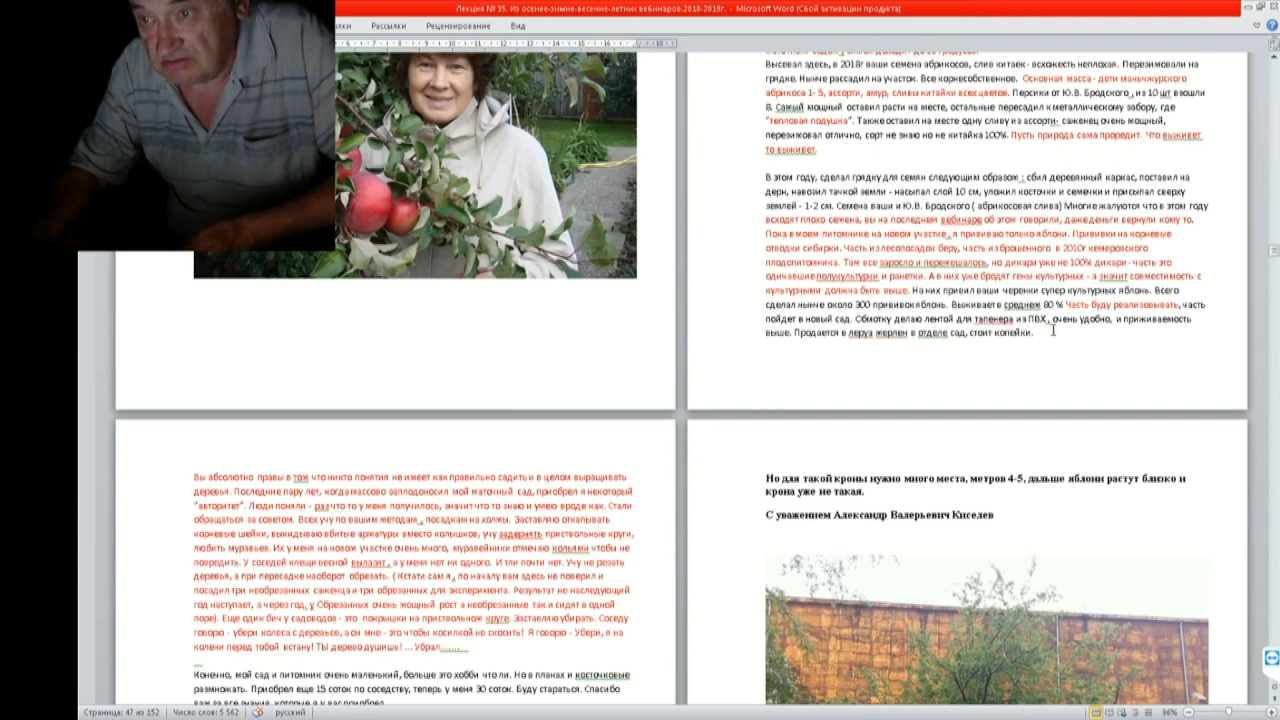 Лекция № 35. Из осенее-зимне-весенне-летних вебинаров.2018-2019г. - Microsoft Word (Сбой активации продукта)
Рассылки Рецензирование Вид
Высевал здесь, в 2018г ваши семена абрикосов, слив китаек - всхожесть неплохая. Перезимовали на
грядке. Нынче рассадил на участок. Все корнесобственное. Основная масса - дети маньчжурского
абрикоса 1- 5, ассорти, амур, сливы китайки всех цветов. Персики от Ю.В. Бродского , из 10 шт взошли
8. Самый мощный оставил расти на месте, остальные пересадил к металлическому забору, где
"тепловая подушка". Также оставил на месте одну сливу из ассорти- саженец очень мощный,
перезимовал отлично, сорт не знаю но не китайка 100%. Пусть природа сама проредит. Что выживет
то выживет.
В этом году, сделал грядку для семян следующим образом ; сбил деревянный каркас, поставил на
дерн, навозил тачкой земли - насыпал слой 10 см, уложил косточки и семечки и присыпал сверху
землей - 1-2 см. Семена ваши и Ю.В. Бродского ( абрикосовая слива) Многие жалуются что в этом году
всходят плохо семена, вы на последнем вебинаре об этом говорили, даже деньги вернули кому то.
Пока в моем питомнике на новом участке , я прививаю только яблони. Прививки на корневые
отводки сибирки. Часть из лесопосадок беру, часть из брошенного в 2010г кемеровского
плодопитомника. Там все заросло и перемешалось, но дикари уже не 100% дикари - часть это
одичавшие полукультурки и ранетки. А в них уже бродят гены культурных - а значит совместимость с
культурными должна быть выше. На них привил ваши черенки супер культурных яблонь. Всего
сделал нынче около 300 прививок яблонь. Выживает в среднем 80 % Часть буду реализовывать, часть
пойдет в новый сад. Обмотку делаю лентой для тапенера из ПВХ , очень удобно, и приживаемость
выше. Продается в леруа мерлен в отделе сад, стоит копейки.
Вы абсолютно правы в том что никто понятия не имеет как правильно садить и в целом выращивать
деревья. Последние пару лет, когда массово заплодоносил мой маточный сад, приобрел я некоторый
"авторитет". Люди поняли - раз что то у меня получилось, значит что то знаю и умею вроде как. Стали
обращаться за советом. Всех учу по вашим методам , посадкам на холмы. Заставляю откапывать
корневые шейки, выкидываю вбитые арматуры вместо колышков, учу задернять приствольные круги,
любить муравьев. Их у меня на новом участке очень много, муравейники отмечаю кольями чтобы не
повредить. У соседей клещи весной вылазят , а у меня нет ни одного. И тли почти нет. Учу не резать
деревья, а при пересадке наоборот обрезать. ( Кстати сам я , по началу вам здесь не поверил и
посадил три необрезанных саженца и три обрезанных для эксперимента. Результат не наследующий
год наступает, а через год, у Обрезанных очень мощный рост а необрезанные так и сидят в одной
поре). Еще один бич у садоводов - это покрышки на приствольном круге. Заставляю убирать. Соседу
говорю - убери колеса с деревьев, а он мне - это чтобы косилкой не скосить! Я говорю - Убери, я на
колени перед тобой встану! ТЫ дерево душишь! ... Убрал.........
Конечно, мой сад и питомник очень маленький, больше это хобби что ли. Но в планах и косточковые
размножать. Приобрел еще 15 соток по соседству, теперь у меня 30 соток. Буду стараться. Спасибо
вам за все знания, которые я у вас приобрел
Но для такой кроны нужно много места, метров 4-5, дальше яблони растут близко и
крона уже не такая.
С уважением Александр Валерьевич Киселев
Страница: 47 из 152 Число слов: 5 562 русский 96%